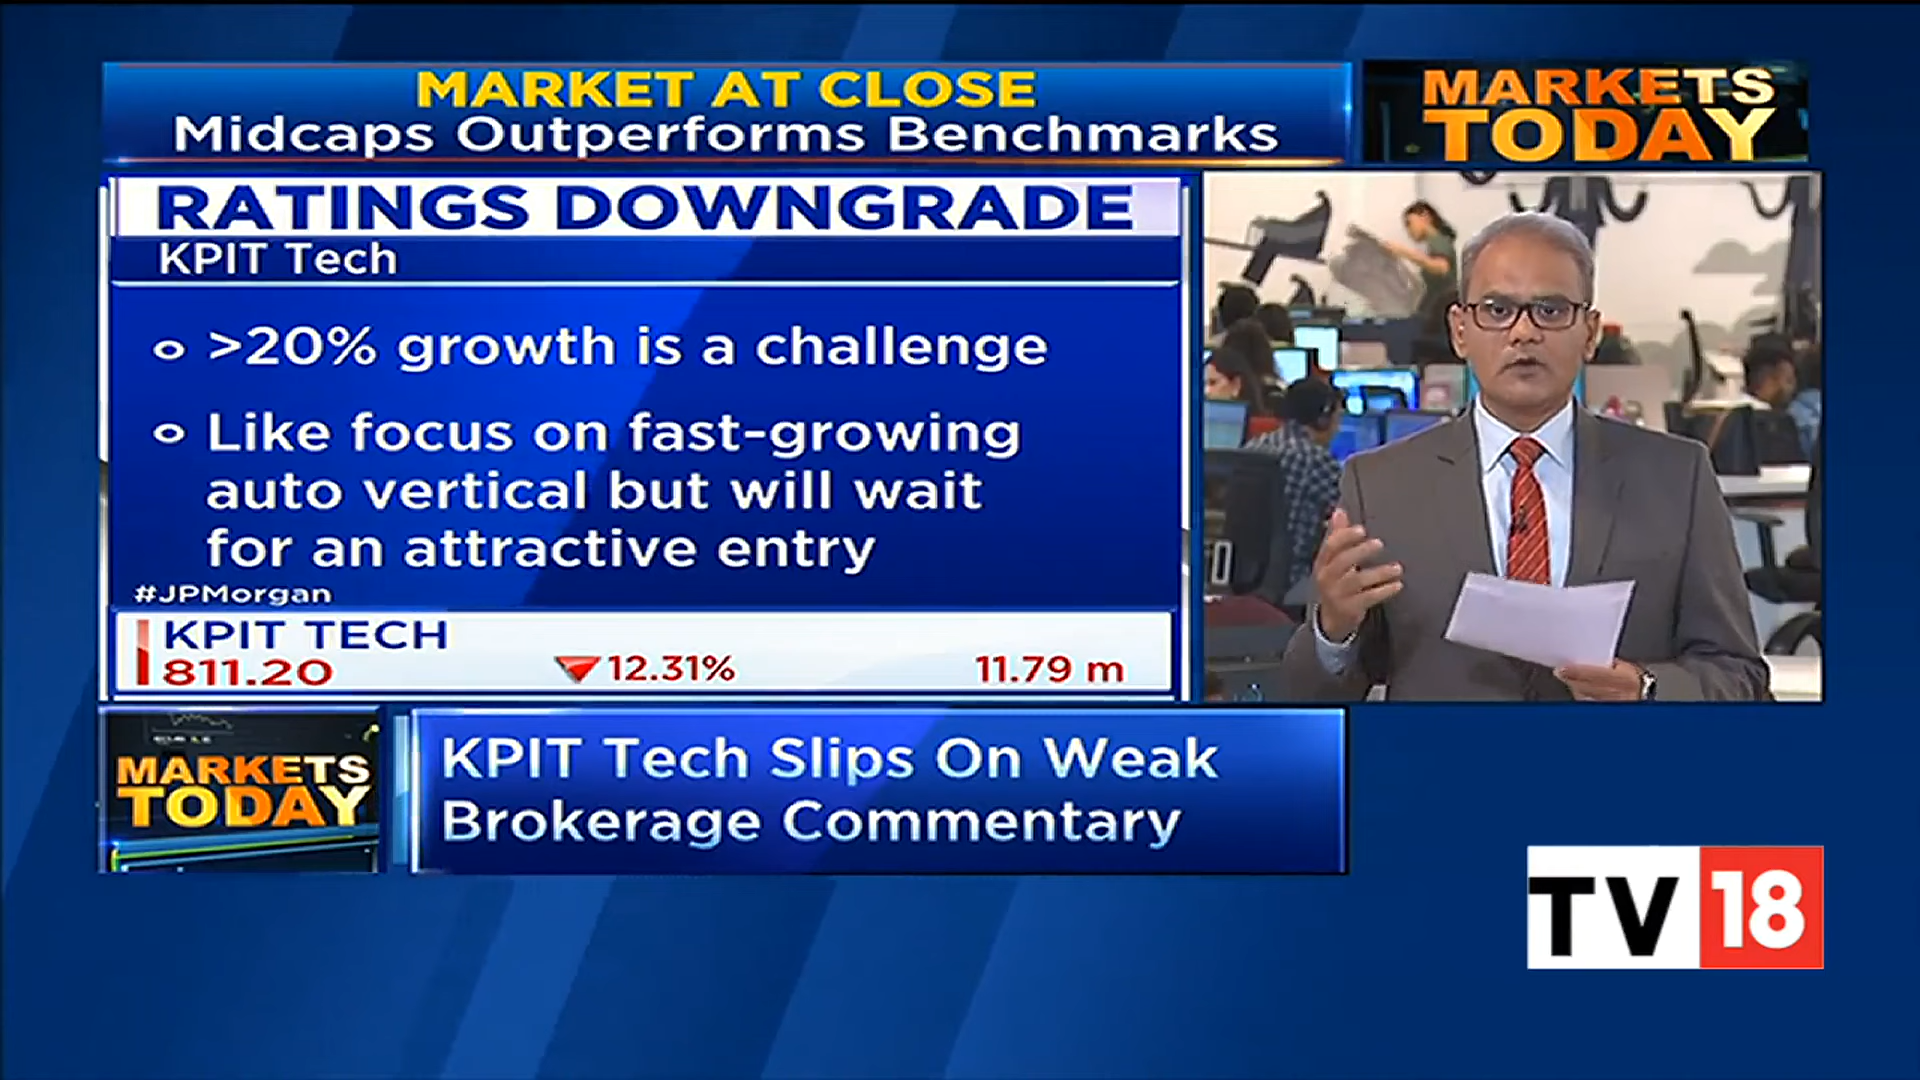 MARKET AT CLOSE
Midcaps Outperforms Benchmarks
MARKETS
TODAY
RATINGS DOWNGRADE
KPIT Tech
>20% growth is a challenge
Like focus on fast-growing
auto vertical but will wait
for an attractive entry
#JPMorgan
KPIT TECH
811.20 12.31% 11.79 m
MARKETS
TODAY
KPIT Tech Slips On Weak
Brokerage Commentary
TV18